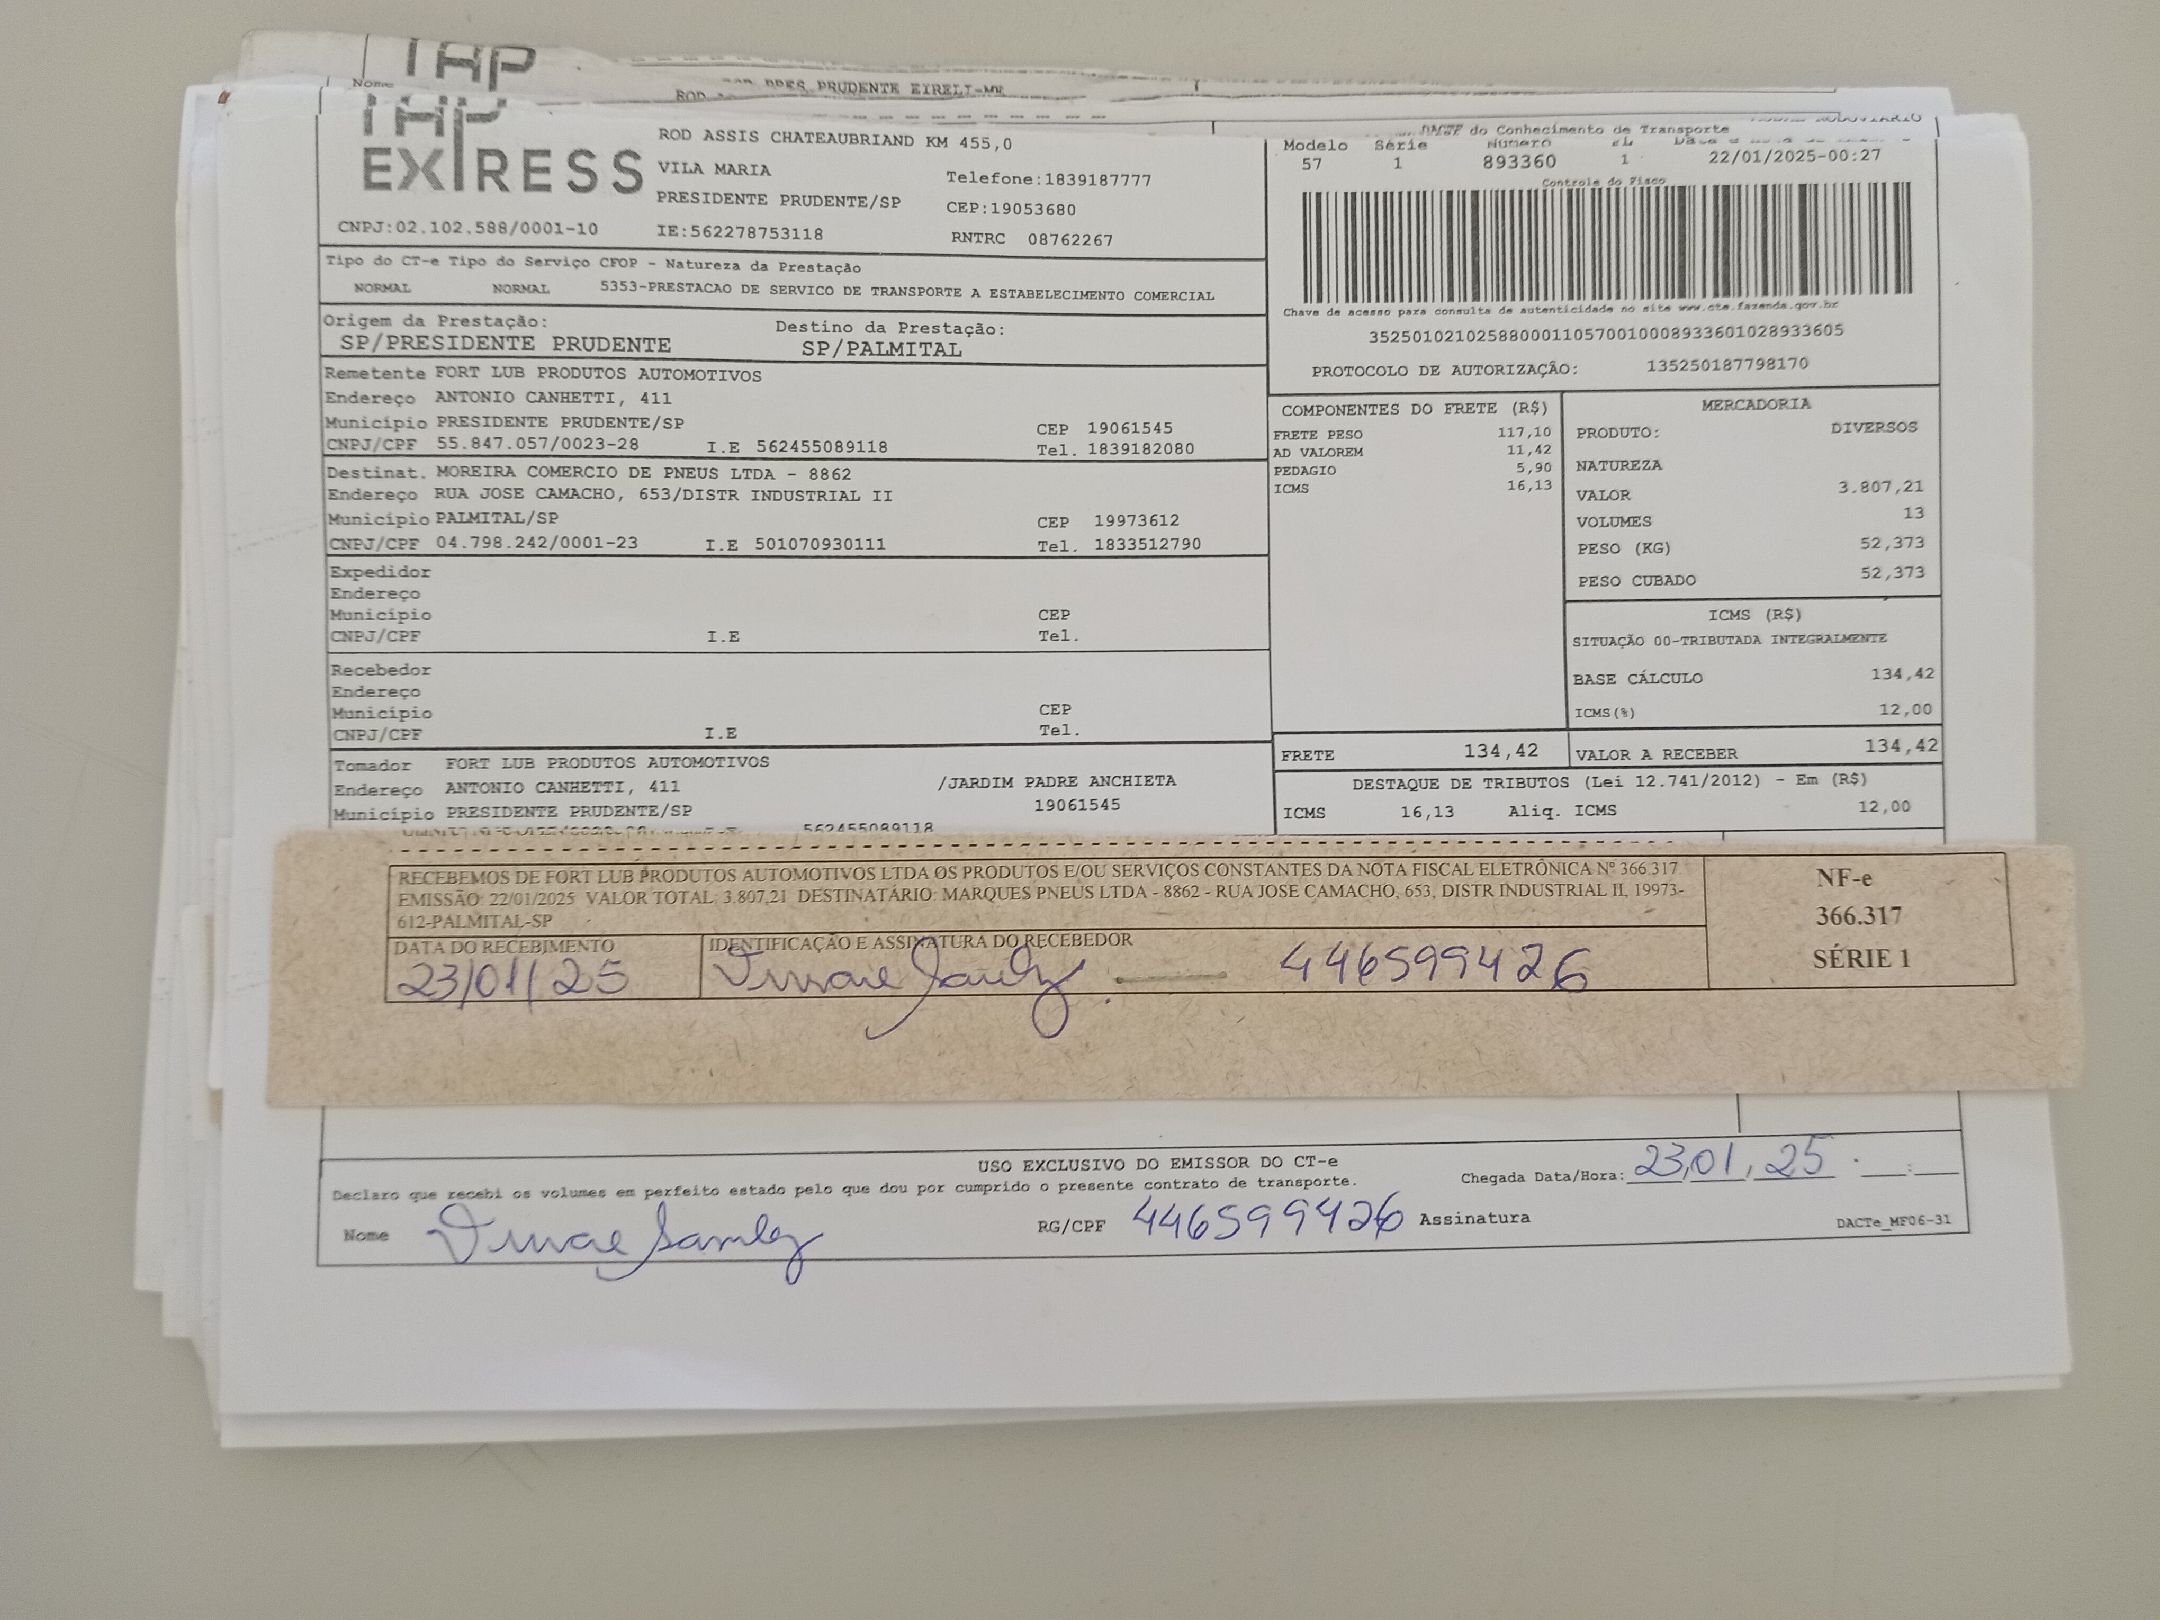 TAP
Nome
PRES. PRUDENTE EIRELI-ME
ROD
TAP
EXPRESS
ROD ASSIS CHATEAUBRIAND KM 455,0
VILA MARIA
Telefone:1839187777
PRESIDENTE PRUDENTE/SP
CEP:19053680
CNPJ:02.102.588/0001-10
IE:562278753118
RNTRC 08762267
DACTE do Conhecimento de Transporte
Modelo Série Número FL
57 1 893360 1 22/01/2025-00:27
Controle do Fisco
Chave de acesso para consulta de autenticidade no site www.cte.fazenda.gov.br
35250102102588000110570010008933601028933605
PROTOCOLO DE AUTORIZAÇÃO: 135250187798170
Tipo do CT-e Tipo do Serviço CFOP - Natureza da Prestação
NORMAL NORMAL 5353-PRESTACAO DE SERVICO DE TRANSPORTE A ESTABELECIMENTO COMERCIAL
Origem da Prestação: Destino da Prestação:
SP/PRESIDENTE PRUDENTE SP/PALMITAL
Remetente FORT LUB PRODUTOS AUTOMOTIVOS
Endereço ANTONIO CANHETTI, 411
Município PRESIDENTE PRUDENTE/SP CEP 19061545
CNPJ/CPF 55.847.057/0023-28 I.E 562455089118 Tel. 1839182080
Destinat. MOREIRA COMERCIO DE PNEUS LTDA - 8862
Endereço RUA JOSE CAMACHO, 653/DISTR INDUSTRIAL II
Município PALMITAL/SP CEP 19973612
CNPJ/CPF 04.798.242/0001-23 I.E 501070930111 Tel. 1833512790
Expedidor
Endereço
Município CEP
CNPJ/CPF I.E Tel.
Recebedor
Endereço
Município CEP
CNPJ/CPF I.E Tel.
Tomador FORT LUB PRODUTOS AUTOMOTIVOS
Endereço ANTONIO CANHETTI, 411 /JARDIM PADRE ANCHIETA
Município PRESIDENTE PRUDENTE/SP 19061545
562455089118
COMPONENTES DO FRETE (R$)
FRETE PESO 117,10
AD VALOREM 11,42
PEDAGIO 5,90
ICMS 16,13
MERCADORIA
PRODUTO: DIVERSOS
NATUREZA
VALOR 3.807,21
VOLUMES 13
PESO (KG) 52,373
PESO CUBADO 52,373
ICMS (R$)
SITUAÇÃO 00-TRIBUTADA INTEGRALMENTE
BASE CÁLCULO 134,42
ICMS(%) 12,00
FRETE 134,42 VALOR A RECEBER 134,42
DESTAQUE DE TRIBUTOS (Lei 12.741/2012) - Em (R$)
ICMS 16,13 Aliq. ICMS 12,00
RECEBEMOS DE FORT LUB PRODUTOS AUTOMOTIVOS LTDA OS PRODUTOS E/OU SERVIÇOS CONSTANTES DA NOTA FISCAL ELETRÔNICA Nº 366.317
EMISSÃO: 22/01/2025 VALOR TOTAL: 3.807,21 DESTINATÁRIO: MARQUES PNEUS LTDA - 8862 - RUA JOSE CAMACHO, 653, DISTR INDUSTRIAL II, 19973-
612-PALMITAL-SP
DATA DO RECEBIMENTO IDENTIFICAÇÃO E ASSINATURA DO RECEBEDOR
23/01/25 446599426
NF-e
366.317
SÉRIE 1
USO EXCLUSIVO DO EMISSOR DO CT-e
Chegada Data/Hora: 23,01,25 :
Declaro que recebi os volumes em perfeito estado pelo que dou por cumprido o presente contrato de transporte.
Nome RG/CPF 446599426 Assinatura
DACTe_MF06-31